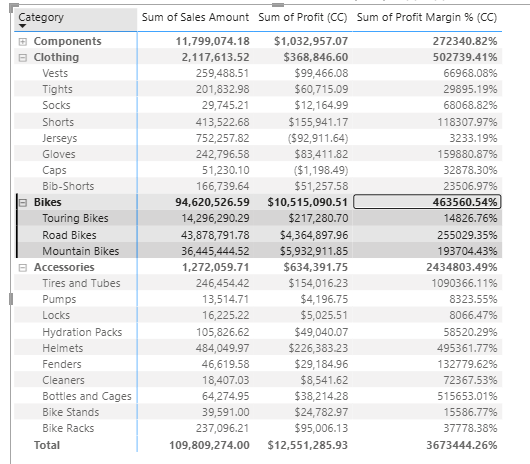 Category Sum of Sales Amount Sum of Profit (CC) Sum of Profit Margin % (CC)
Components 11,799,074.18 $1,032,957.07 272340.82%
Clothing 2,117,613.52 $368,846.60 502739.41%
Vests 259,488.51 $99,466.08 66968.08%
Tights 201,832.98 $60,715.09 29895.19%
Socks 29,745.21 $12,164.99 68068.82%
Shorts 413,522.68 $155,941.17 118307.97%
Jerseys 752,257.82 ($92,911.64) 3233.19%
Gloves 242,796.58 $83,411.82 159880.87%
Caps 51,230.10 ($1,198.49) 32878.30%
Bib-Shorts 166,739.64 $51,257.58 23506.97%
Bikes 94,620,526.59 $10,515,090.51 463560.54%
Touring Bikes 14,296,290.29 $217,280.70 14826.76%
Road Bikes 43,878,791.78 $4,364,897.96 255029.35%
Mountain Bikes 36,445,444.52 $5,932,911.85 193704.43%
Accessories 1,272,059.71 $634,391.75 2434803.49%
Tires and Tubes 246,454.42 $154,016.23 1090366.11%
Pumps 13,514.71 $4,196.75 8323.55%
Locks 16,225.22 $5,025.51 8066.47%
Hydration Packs 105,826.62 $49,040.07 58520.29%
Helmets 484,049.97 $226,383.23 495361.77%
Fenders 46,619.58 $29,184.96 132779.62%
Cleaners 18,407.03 $8,541.62 72367.53%
Bottles and Cages 64,274.95 $38,214.28 515653.01%
Bike Stands 39,591.00 $24,782.97 15586.77%
Bike Racks 237,096.21 $95,006.13 37778.38%
Total 109,809,274.00 $12,551,285.93 3673444.26%